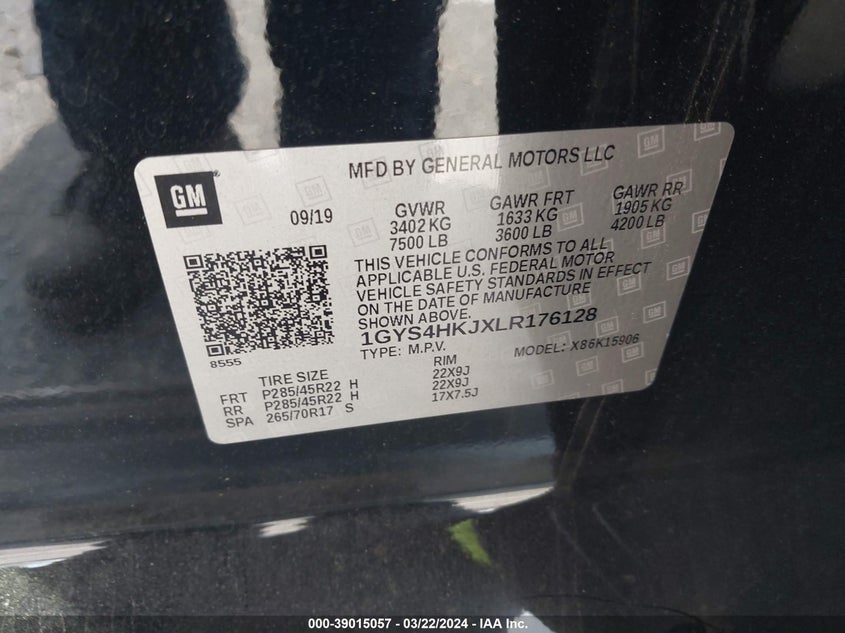 MFD BY GENERAL MOTORS LLC
GM
09/19
GVWR GAWR FRT GAWR RR
3402 KG 1633 KG 1905 KG
7500 LB 3600 LB 4200 LB
THIS VEHICLE CONFORMS TO ALL
APPLICABLE U.S. FEDERAL MOTOR
VEHICLE SAFETY STANDARDS IN EFFECT
ON THE DATE OF MANUFACTURE
SHOWN ABOVE.
1GYS4HKJXLR176128
TYPE: M.P.V. MODEL: X86K15906
8555
TIRE SIZE RIM
FRT P285/45R22 H 22X9J
RR P285/45R22 H 22X9J
SPA 265/70R17 S 17X7.5J
000-39015057 - 03/22/2024 - IAA Inc.